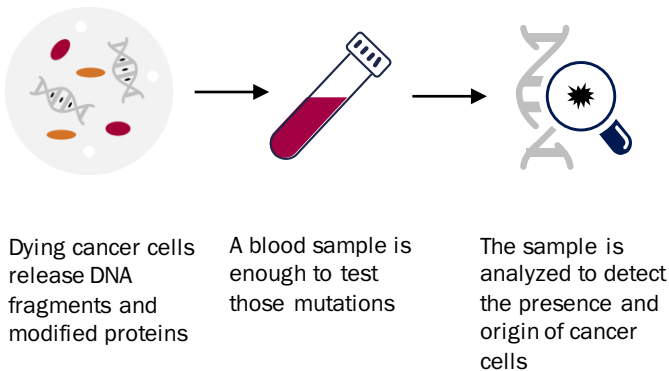 Dying cancer cells
release DNA
fragments and
modified proteins
A blood sample is
enough to test
those mutations
The sample is
analyzed to detect
the presence and
origin of cancer
cells